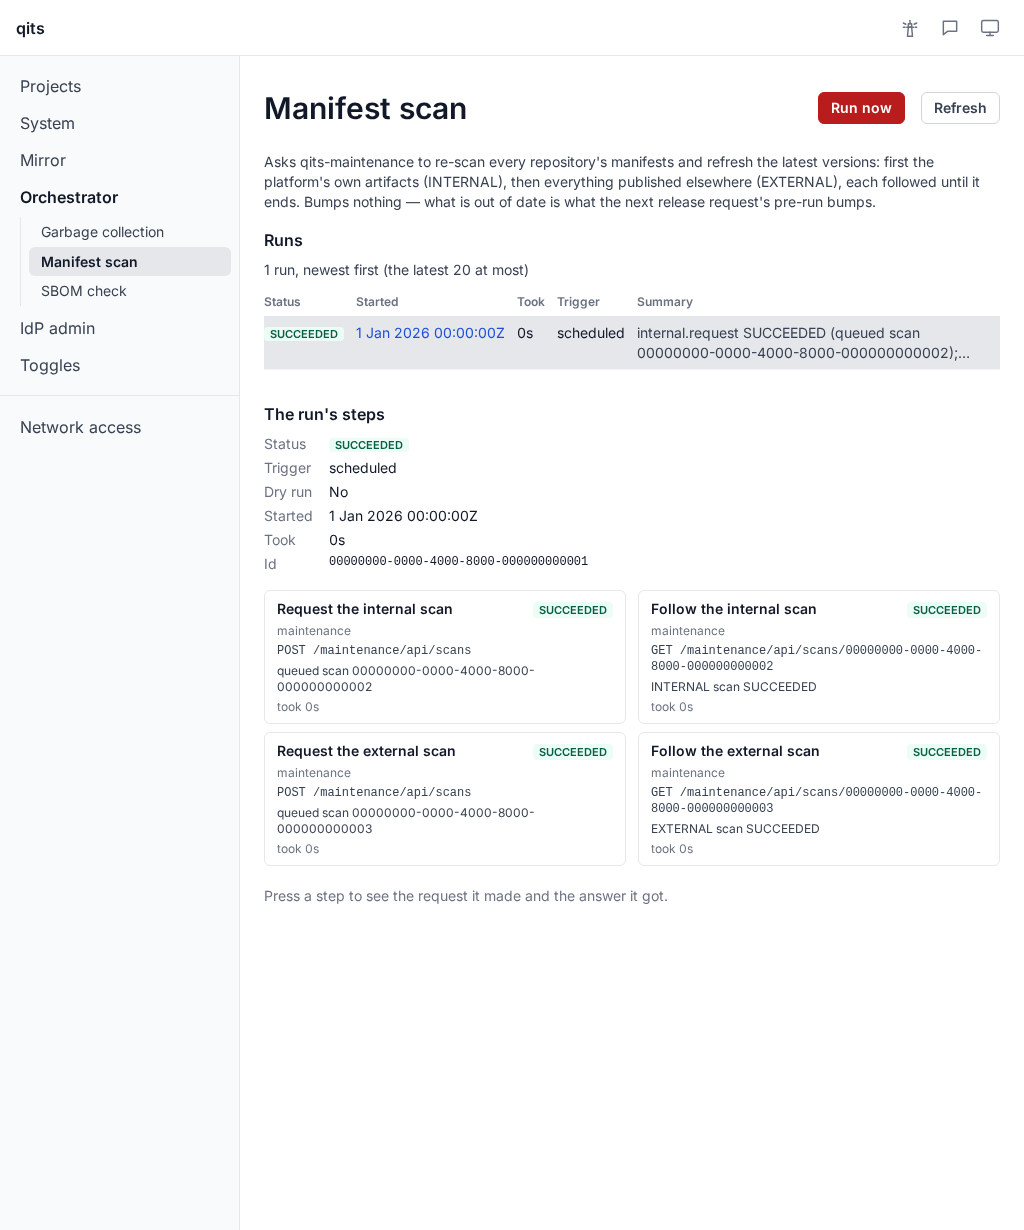 qits
Projects
System
Mirror
Orchestrator
Garbage collection
Manifest scan
SBOM check
IdP admin
Toggles
Network access
Manifest scan
Run now
Refresh
Asks qits-maintenance to re-scan every repository's manifests and refresh the latest versions: first the
platform's own artifacts (INTERNAL), then everything published elsewhere (EXTERNAL), each followed until it
ends. Bumps nothing — what is out of date is what the next release request's pre-run bumps.
Runs
1 run, newest first (the latest 20 at most)
Status Started Took Trigger Summary
SUCCEEDED 1 Jan 2026 00:00:00Z 0s scheduled internal.request SUCCEEDED (queued scan
00000000-0000-4000-8000-000000000002);...
The run's steps
Status SUCCEEDED
Trigger scheduled
Dry run No
Started 1 Jan 2026 00:00:00Z
Took 0s
Id 00000000-0000-4000-8000-000000000001
Request the internal scan SUCCEEDED
maintenance
POST /maintenance/api/scans
queued scan 00000000-0000-4000-8000-
000000000002
took 0s
Follow the internal scan SUCCEEDED
maintenance
GET /maintenance/api/scans/00000000-0000-4000-
8000-000000000002
INTERNAL scan SUCCEEDED
took 0s
Request the external scan SUCCEEDED
maintenance
POST /maintenance/api/scans
queued scan 00000000-0000-4000-8000-
000000000003
took 0s
Follow the external scan SUCCEEDED
maintenance
GET /maintenance/api/scans/00000000-0000-4000-
8000-000000000003
EXTERNAL scan SUCCEEDED
took 0s
Press a step to see the request it made and the answer it got.